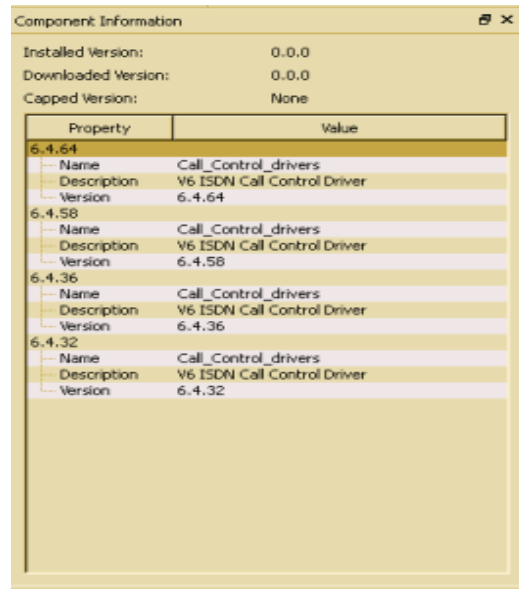 Component Information
Installed Version: 0.0.0
Downloaded Version: 0.0.0
Capped Version: None
Property Value
6.4.64
Name Call_Control_drivers
Description V6 ISDN Call Control Driver
Version 6.4.64
6.4.58
Name Call_Control_drivers
Description V6 ISDN Call Control Driver
Version 6.4.58
6.4.36
Name Call_Control_drivers
Description V6 ISDN Call Control Driver
Version 6.4.36
6.4.32
Name Call_Control_drivers
Description V6 ISDN Call Control Driver
Version 6.4.32